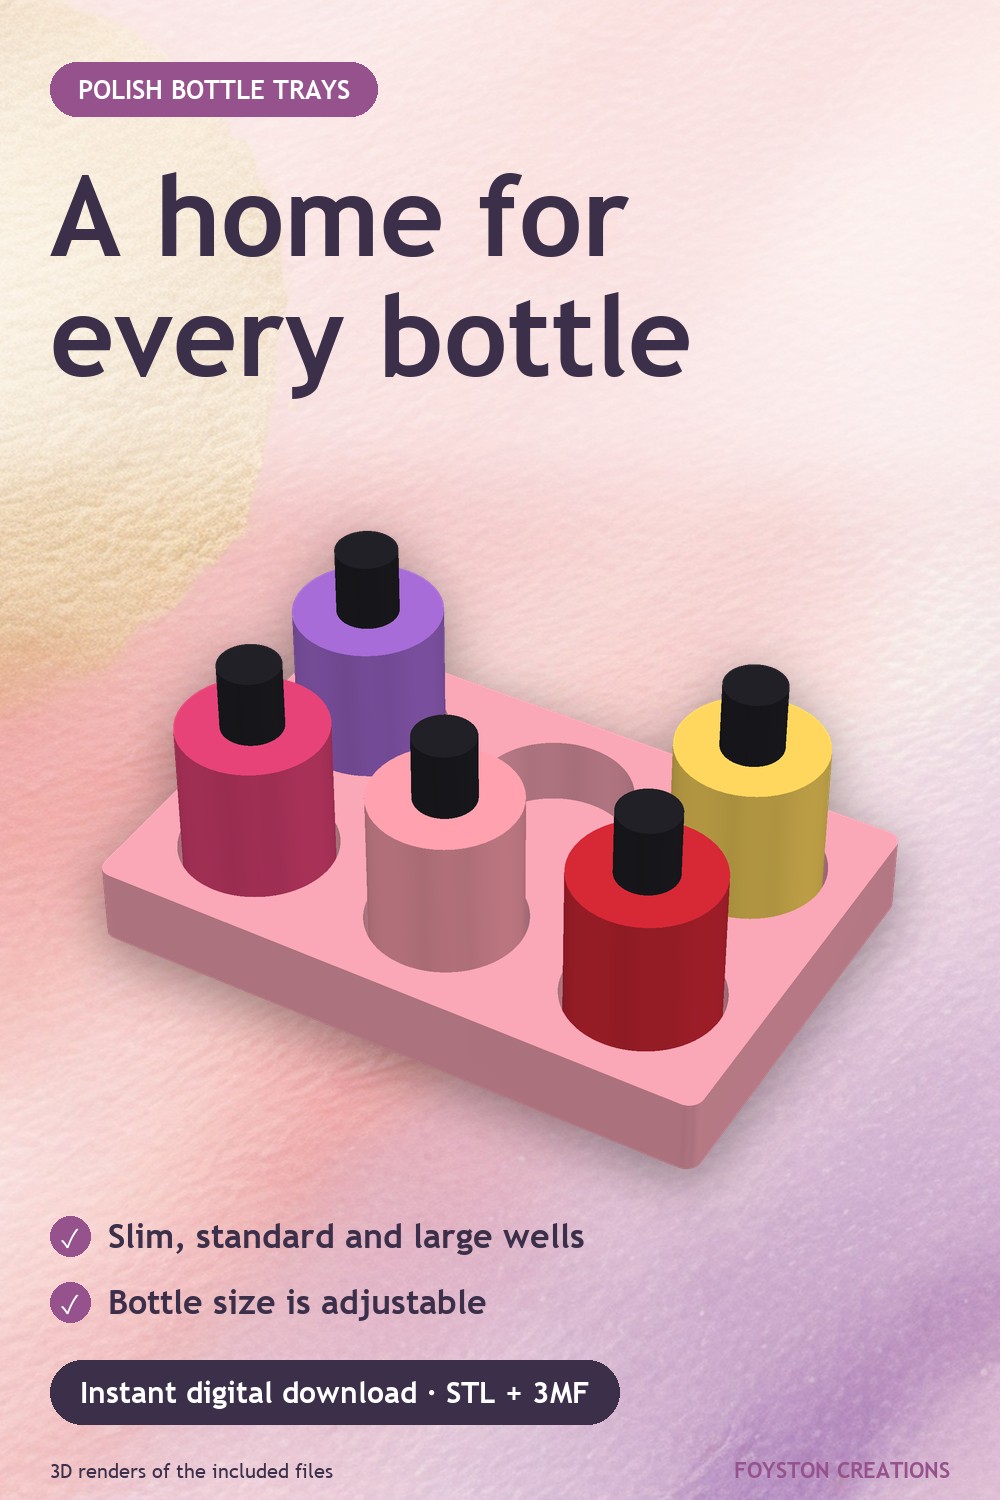 POLISH BOTTLE TRAYS
A home for
every bottle
✓ Slim, standard and large wells
✓ Bottle size is adjustable
Instant digital download · STL + 3MF
3D renders of the included files
FOYSTON CREATIONS